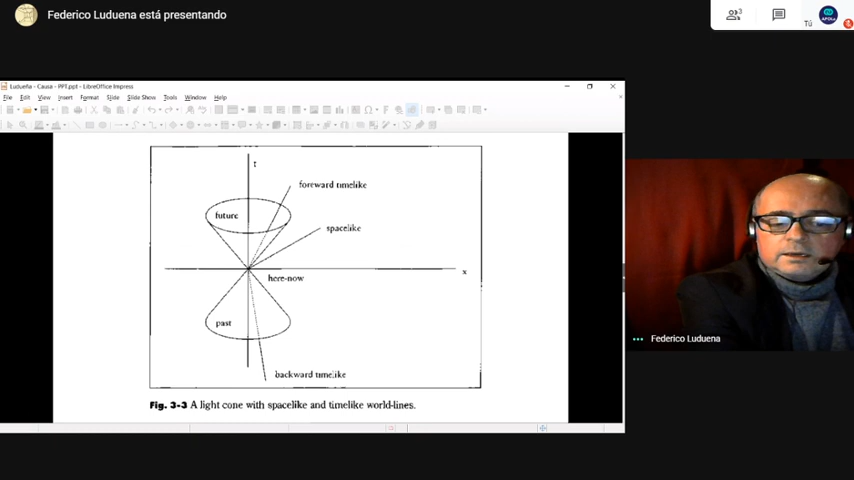 Federico Luduena está presentando
3
Tú
Ludueña - Causa - PPT.ppt - LibreOffice Impress
File Edit View Insert Format Slide Slide Show Tools Window Help
t
foreward timelike
future
spacelike
x
here-now
past
backward timelike
Fig. 3-3 A light cone with spacelike and timelike world-lines.
Federico Luduena